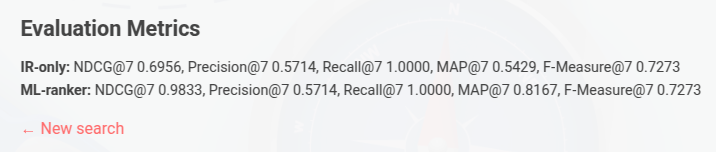 Evaluation Metrics
IR-only: NDCG@7 0.6956, Precision@7 0.5714, Recall@7 1.0000, MAP@7 0.5429, F-Measure@7 0.7273
ML-ranker: NDCG@7 0.9833, Precision@7 0.5714, Recall@7 1.0000, MAP@7 0.8167, F-Measure@7 0.7273
← New search